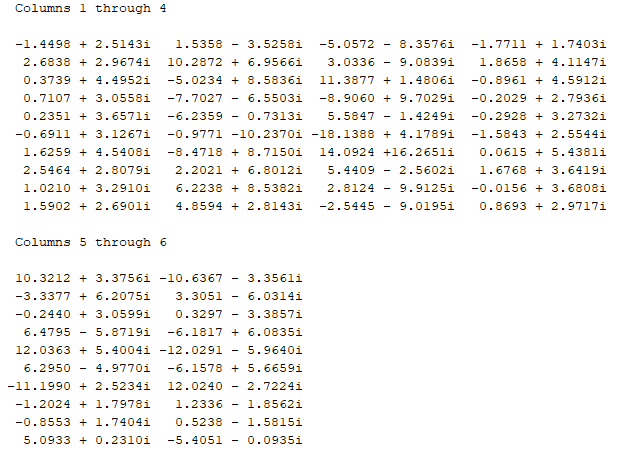 Columns 1 through 4
-1.4498 + 2.5143i 1.5358 - 3.5258i -5.0572 - 8.3576i -1.7711 + 1.7403i
2.6838 + 2.9674i 10.2872 + 6.9566i 3.0336 - 9.0839i 1.8658 + 4.1147i
0.3739 + 4.4952i -5.0234 + 8.5836i 11.3877 + 1.4806i -0.8961 + 4.5912i
0.7107 + 3.0558i -7.7027 - 6.5503i -8.9060 + 9.7029i -0.2029 + 2.7936i
0.2351 + 3.6571i -6.2359 - 0.7313i 5.5847 - 1.4249i -0.2928 + 3.2732i
-0.6911 + 3.1267i -0.9771 -10.2370i -18.1388 + 4.1789i -1.5843 + 2.5544i
1.6259 + 4.5408i -8.4718 + 8.7150i 14.0924 +16.2651i 0.0615 + 5.4381i
2.5464 + 2.8079i 2.2021 + 6.8012i 5.4409 - 2.5602i 1.6768 + 3.6419i
1.0210 + 3.2910i 6.2238 + 8.5382i 2.8124 - 9.9125i -0.0156 + 3.6808i
1.5902 + 2.6901i 4.8594 + 2.8143i -2.5445 - 9.0195i 0.8693 + 2.9717i
Columns 5 through 6
10.3212 + 3.3756i -10.6367 - 3.3561i
-3.3377 + 6.2075i 3.3051 - 6.0314i
-0.2440 + 3.0599i 0.3297 - 3.3857i
6.4795 - 5.8719i -6.1817 + 6.0835i
12.0363 + 5.4004i -12.0291 - 5.9640i
6.2950 - 4.9770i -6.1578 + 5.6659i
-11.1990 + 2.5234i 12.0240 - 2.7224i
-1.2024 + 1.7978i 1.2336 - 1.8562i
-0.8553 + 1.7404i 0.5238 - 1.5815i
5.0933 + 0.2310i -5.4051 - 0.0935i